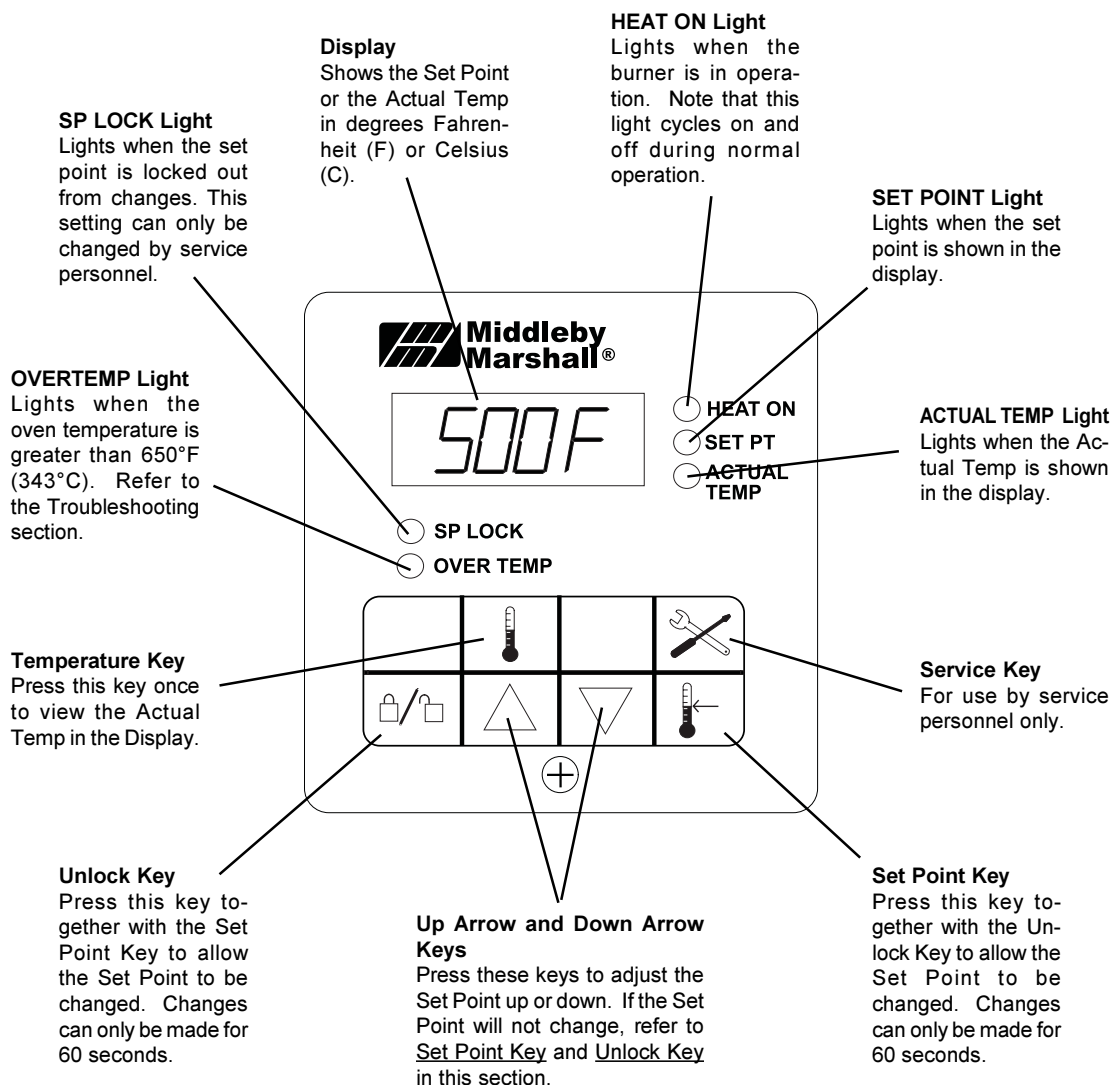 HEAT ON Light
Lights when the
burner is in opera-
tion. Note that this
light cycles on and
off during normal
operation.
Display
Shows the Set Point
or the Actual Temp
in degrees Fahren-
heit (F) or Celsius
(C).
SP LOCK Light
Lights when the set
point is locked out
from changes. This
setting can only be
changed by service
personnel.
SET POINT Light
Lights when the set
point is shown in the
display.
OVERTEMP Light
Lights when the
oven temperature is
greater than 650°F
(343°C). Refer to
the Troubleshooting
section.
Middleby
Marshall®
500F
HEAT ON
SET PT
ACTUAL
TEMP
SP LOCK
OVER TEMP
ACTUAL TEMP Light
Lights when the Ac-
tual Temp is shown
in the display.
Temperature Key
Press this key once
to view the Actual
Temp in the Display.
Service Key
For use by service
personnel only.
Unlock Key
Press this key to-
gether with the Set
Point Key to allow
the Set Point to be
changed. Changes
can only be made for
60 seconds.
Up Arrow and Down Arrow
Keys
Press these keys to adjust the
Set Point up or down. If the Set
Point will not change, refer to
Set Point Key and Unlock Key
in this section.
Set Point Key
Press this key to-
gether with the Un-
lock Key to allow the
Set Point to be
changed. Changes
can only be made for
60 seconds.